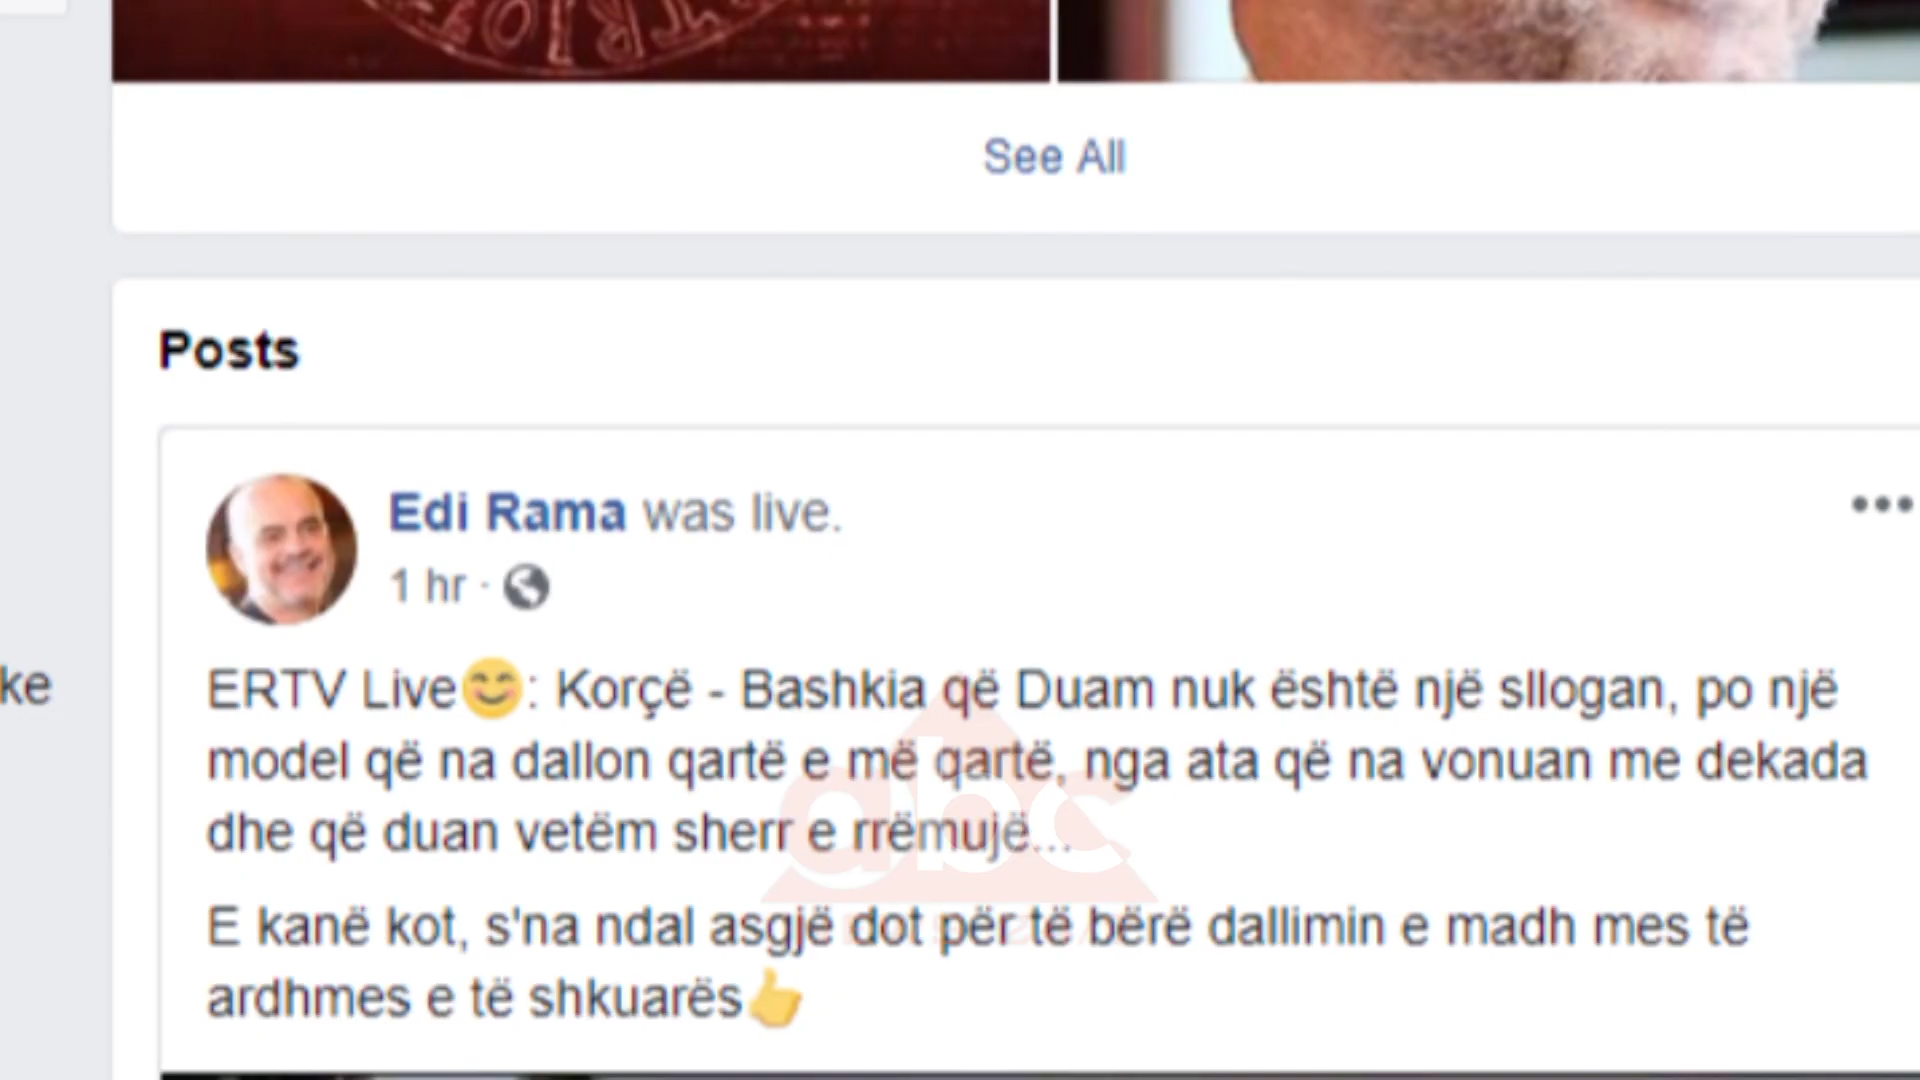 See All
Posts
Edi Rama was live.
1 hr ·
ke
ERTV Live😊: Korçë - Bashkia që Duam nuk është një sllogan, po një
model që na dallon qartë e më qartë, nga ata që na vonuan me dekada
dhe që duan vetëm sherr e rrëmujë...
E kanë kot, s'na ndal asgjë dot për të bërë dallimin e madh mes të
ardhmes e të shkuarës👍
abc